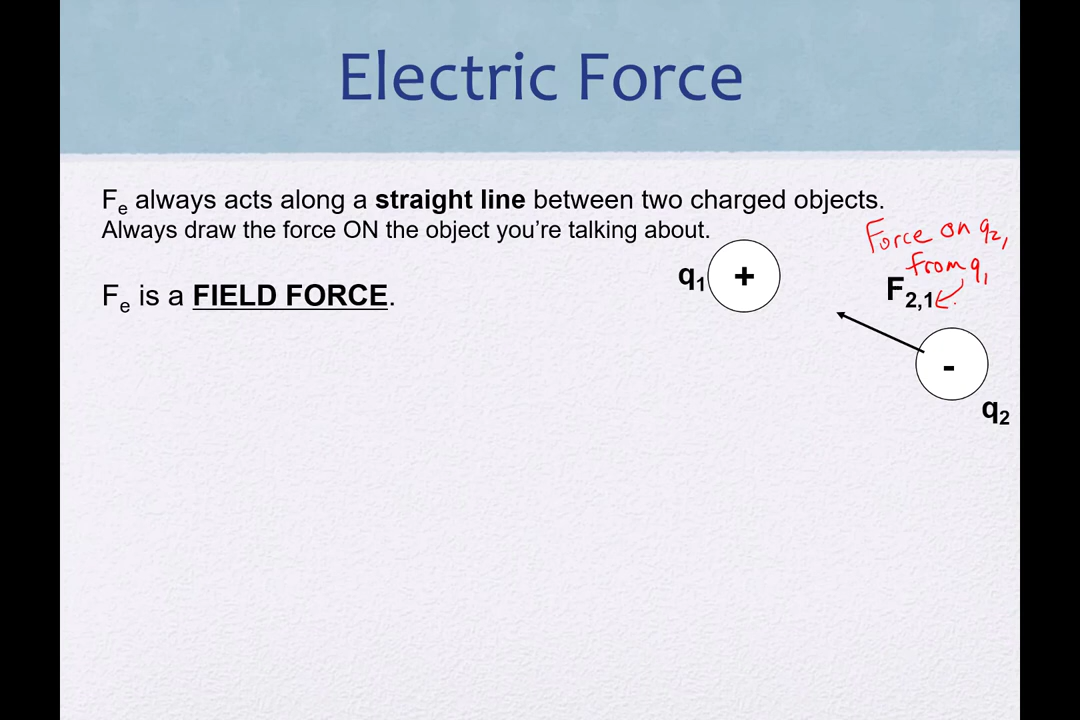 Electric Force
Fe always acts along a straight line between two charged objects.
Always draw the force ON the object you’re talking about.
Force on q2,
from q1
q1 +
Fe is a FIELD FORCE.
F2,1
-
q2